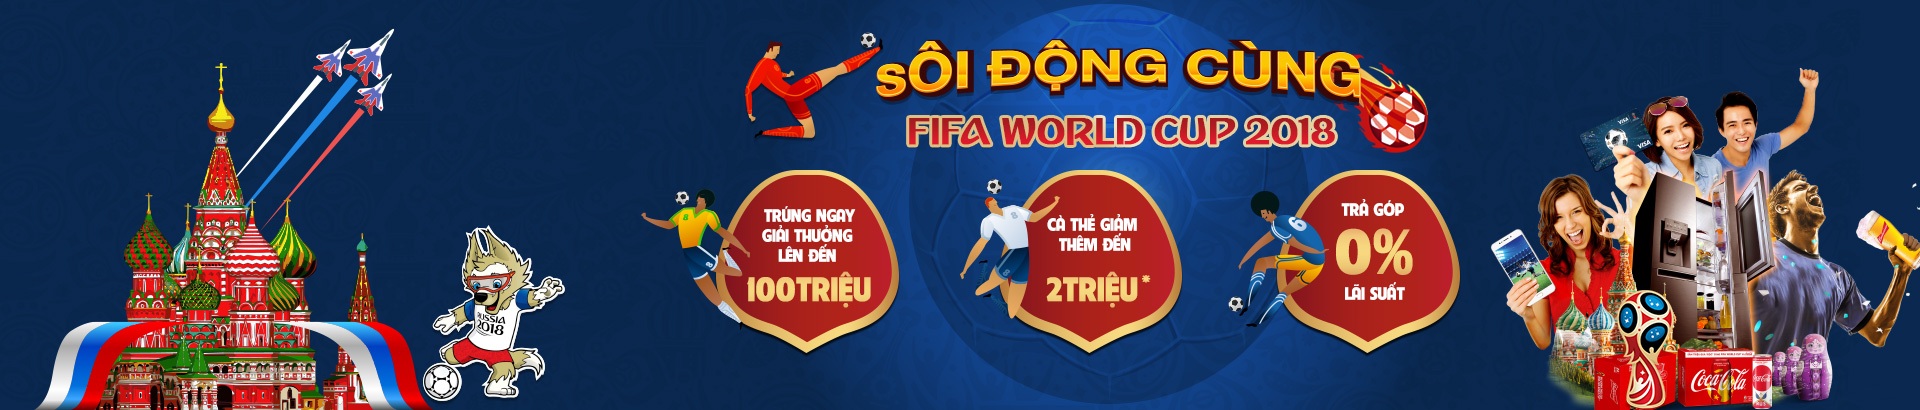 SÔI ĐỘNG CÙNG
FIFA WORLD CUP 2018
TRÚNG NGAY
GIẢI THƯỞNG
LÊN ĐẾN
100TRIỆU
CÀ THẺ GIẢM
THÊM ĐẾN
2TRIỆU*
TRẢ GÓP
0%
LÃI SUẤT
RUSSIA
2018
VISA
VISA
Coca-Cola